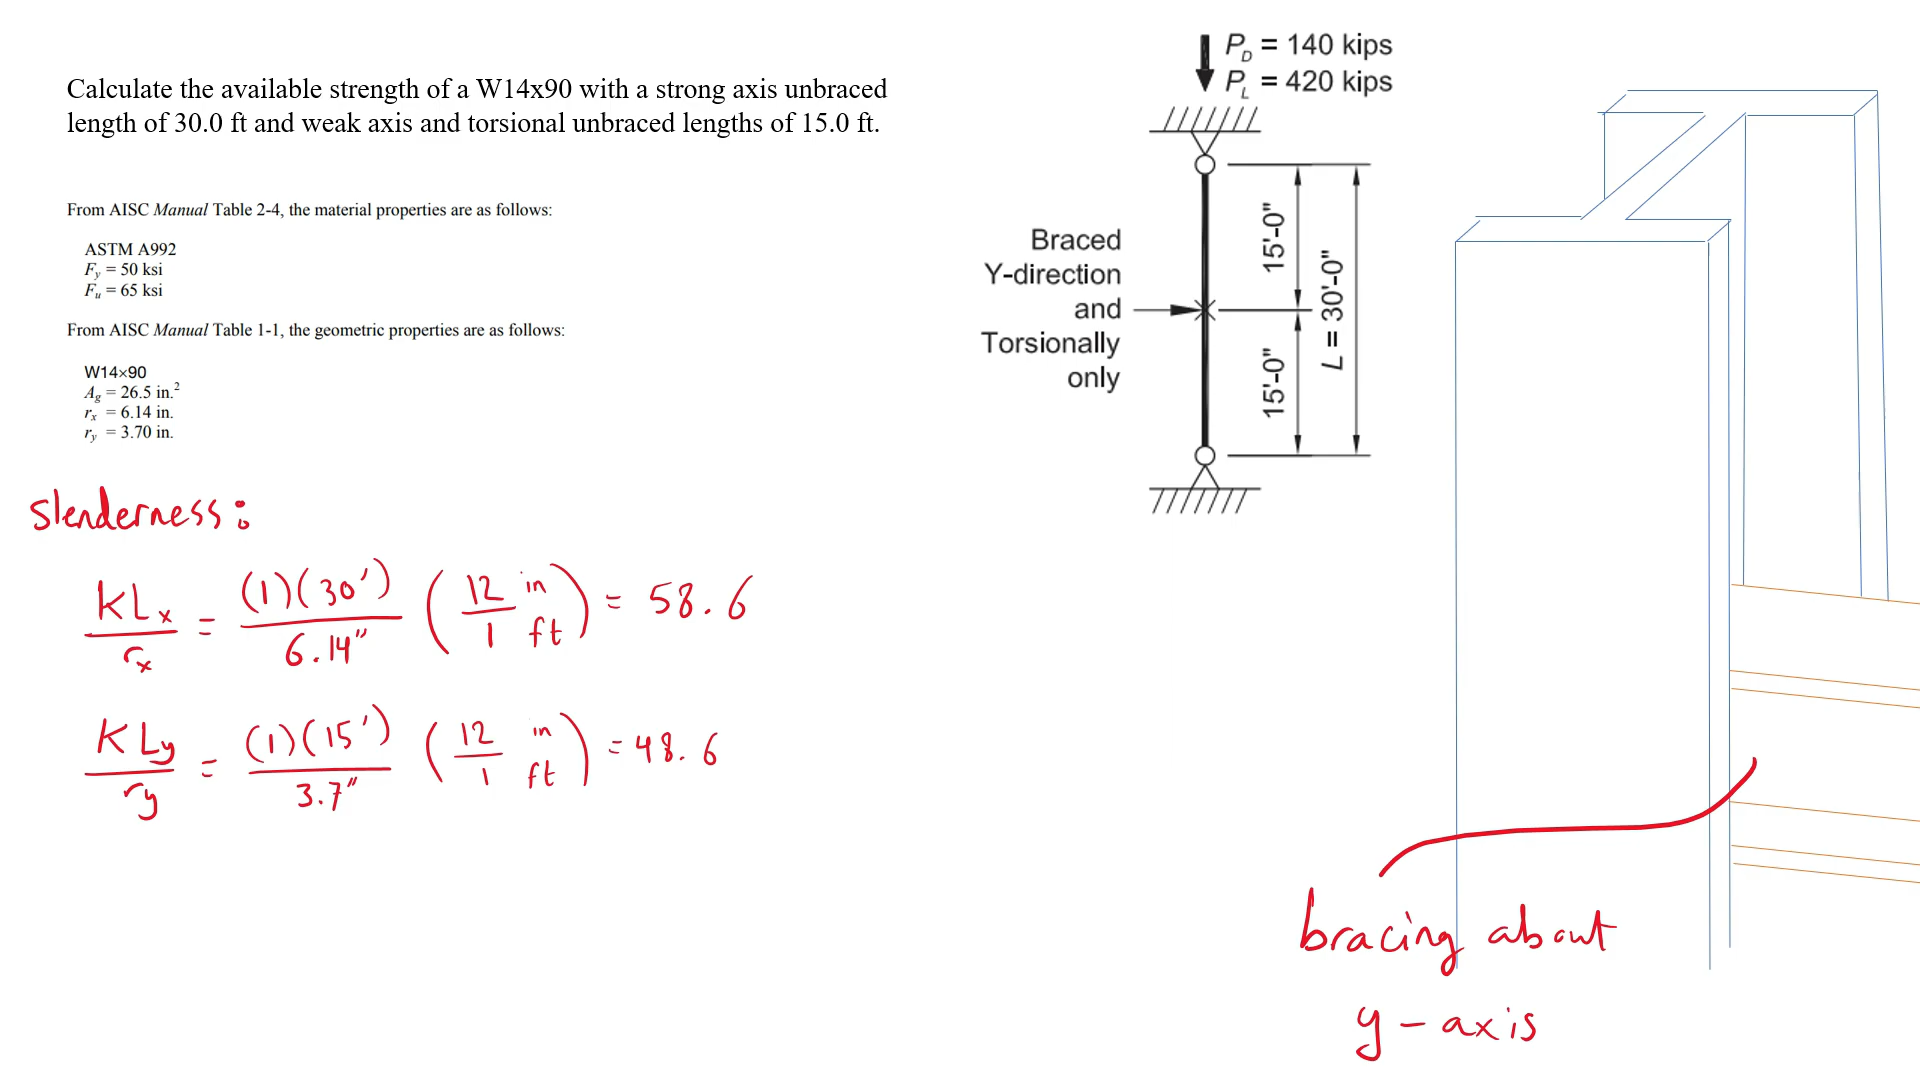 Calculate the available strength of a W14x90 with a strong axis unbraced
length of 30.0 ft and weak axis and torsional unbraced lengths of 15.0 ft.
From AISC Manual Table 2-4, the material properties are as follows:
ASTM A992
Fy = 50 ksi
Fu = 65 ksi
From AISC Manual Table 1-1, the geometric properties are as follows:
W14×90
Ag = 26.5 in.²
rx = 6.14 in.
ry = 3.70 in.
slenderness:
KLx/rx = (1)(30')/6.14" (12/1 in/ft) = 58.6
KLy/ry = (1)(15')/3.7" (12/1 in/ft) = 48.6
PD = 140 kips
PL = 420 kips
Braced
Y-direction
and
Torsionally
only
15'-0"
15'-0"
L = 30'-0"
bracing about
y-axis